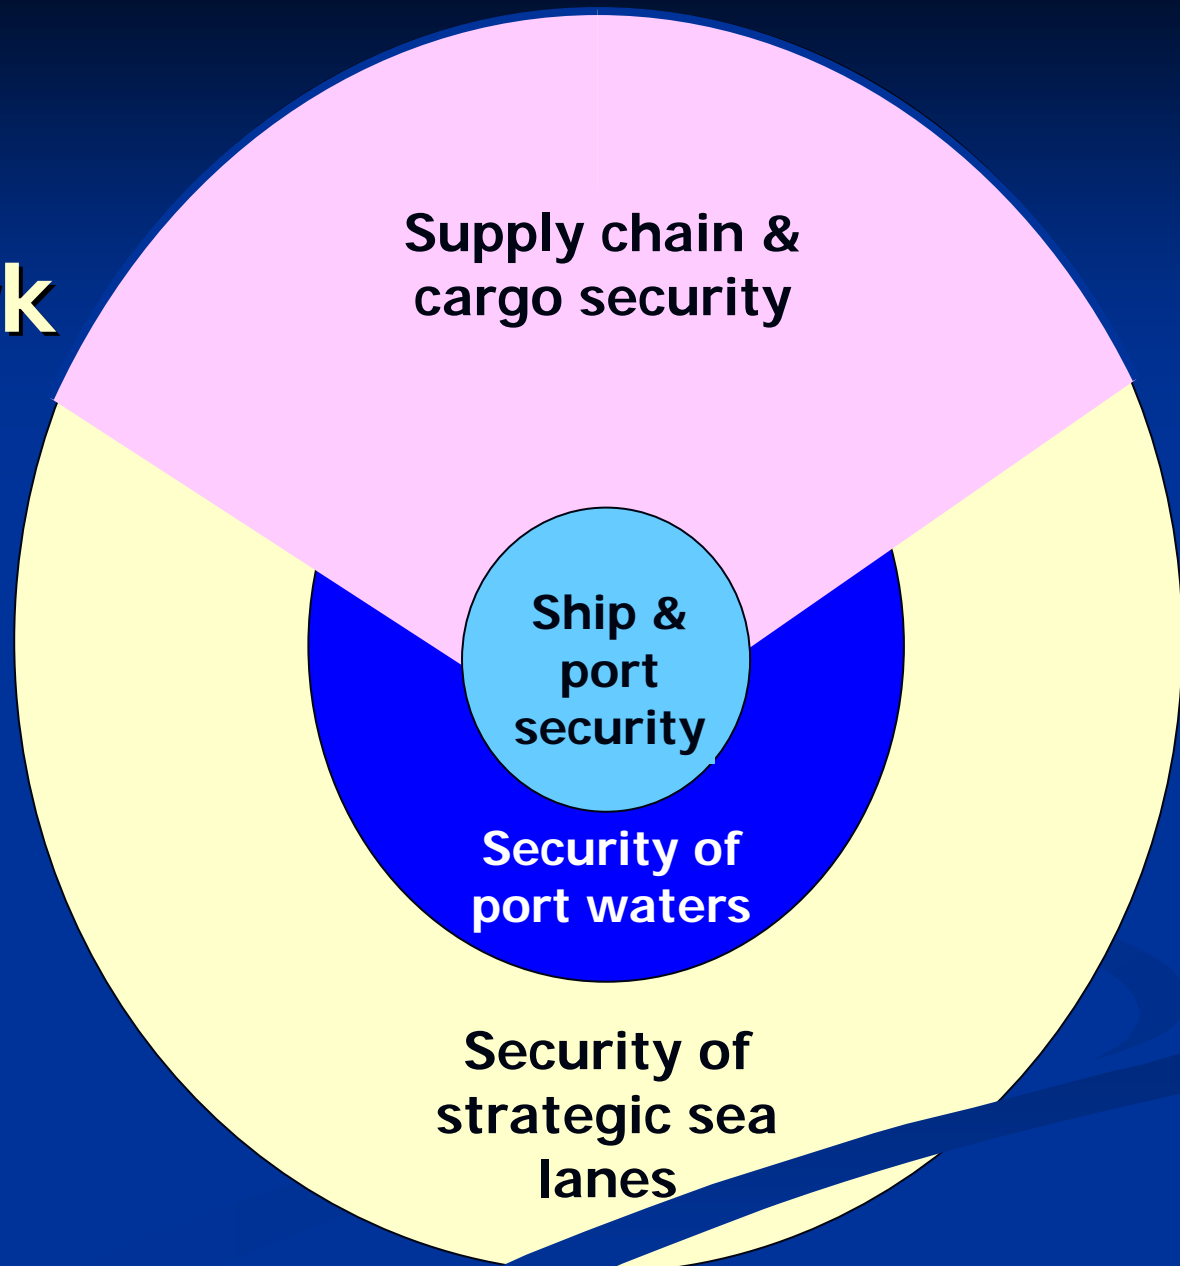 Supply chain &
cargo security
k
Ship &
port
security
Security of
port waters
Security of
strategic sea
lanes